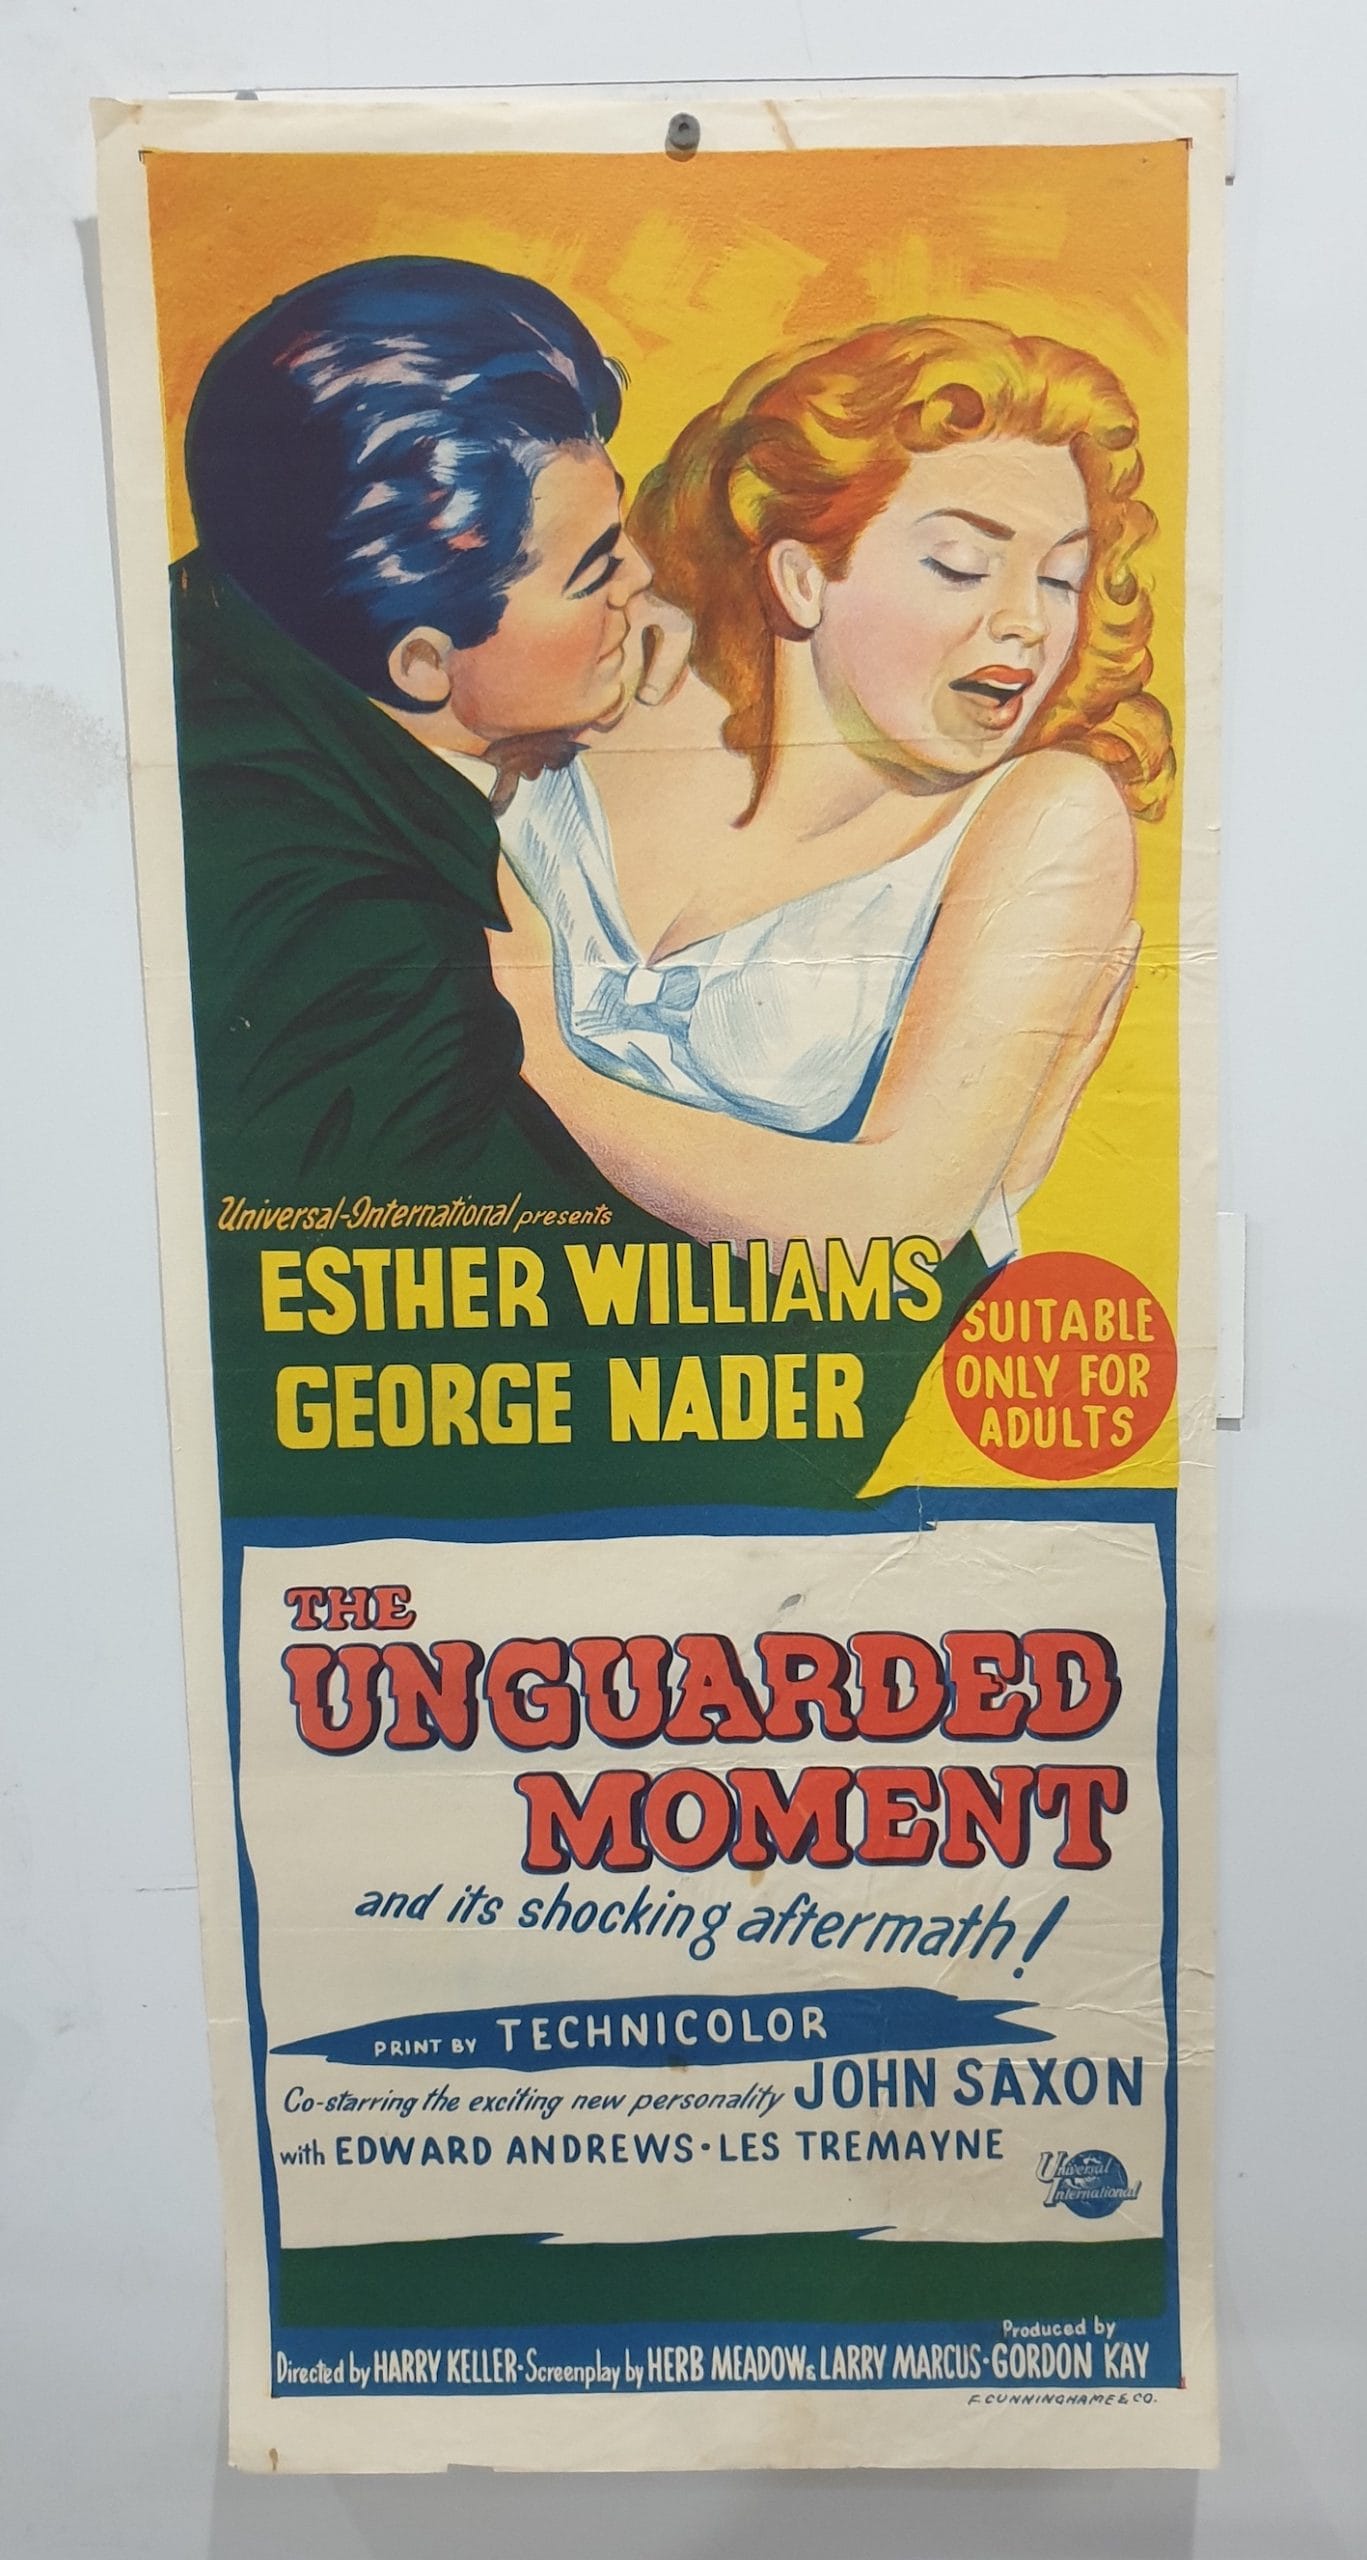 Universal-International presents
ESTHER WILLIAMS
GEORGE NADER
SUITABLE
ONLY FOR
ADULTS
THE
UNGUARDED
MOMENT
and its shocking aftermath!
PRINT BY TECHNICOLOR
Co-starring the exciting new personality JOHN SAXON
with EDWARD ANDREWS · LES TREMAYNE
Universal
International
Produced by
Directed by HARRY KELLER · Screenplay by HERB MEADOW & LARRY MARCUS · GORDON KAY
F. CUNNINGHAME & CO.